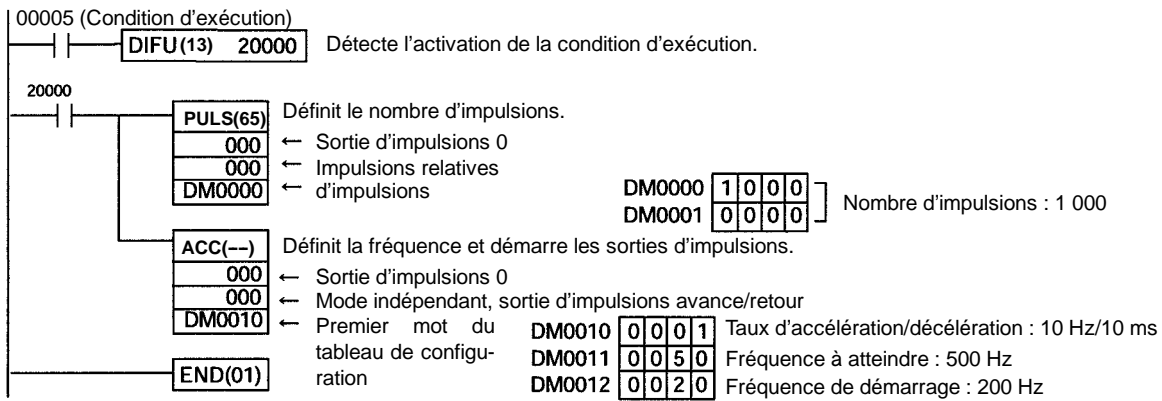 00005 (Condition d'exécution)
DIFU(13) 20000 Détecte l'activation de la condition d'exécution.
20000
PULS(65) Définit le nombre d'impulsions.
000 ← Sortie d'impulsions 0
000 ← Impulsions relatives
DM0000 ← d'impulsions
DM0000 1 0 0 0
DM0001 0 0 0 0
Nombre d'impulsions : 1 000
ACC(--) Définit la fréquence et démarre les sorties d'impulsions.
000 ← Sortie d'impulsions 0
000 ← Mode indépendant, sortie d'impulsions avance/retour
DM0010 ← Premier mot du
tableau de configu-
ration
DM0010 0 0 0 1 Taux d'accélération/décélération : 10 Hz/10 ms
DM0011 0 0 5 0 Fréquence à atteindre : 500 Hz
DM0012 0 0 2 0 Fréquence de démarrage : 200 Hz
END(01)